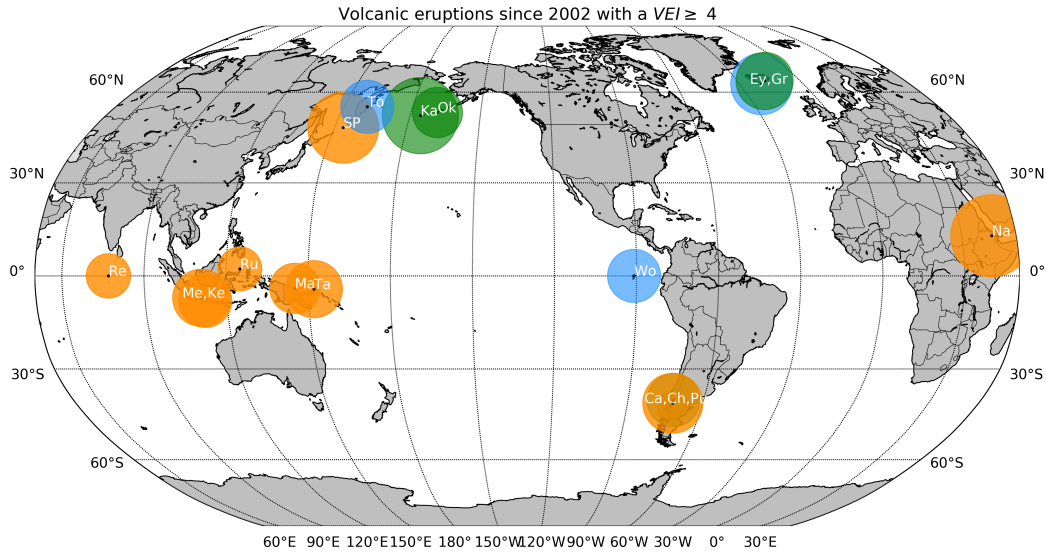 Volcanic eruptions since 2002 with a VEI ≥ 4
60°N
60°N
Ey,Gr
To
Ka
Ok
SP
30°N
30°N
Na
Ru
Re
Wo
0°
0°
Ma
Ta
Me,Ke
30°S
30°S
Ca,Ch,Pu
60°S
60°S
60°E 90°E 120°E 150°E 180° 150°W 120°W 90°W 60°W 30°W 0° 30°E